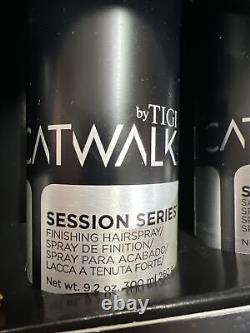 by TIGI
CATWALK
SESSION SERIES
FINISHING HAIRSPRAY/
SPRAY DE FINITION/
SPRAY PARA ACABADO/
LACCA A TENUTA FORTE/
Net wt. 9.2 oz. 300 ml 260